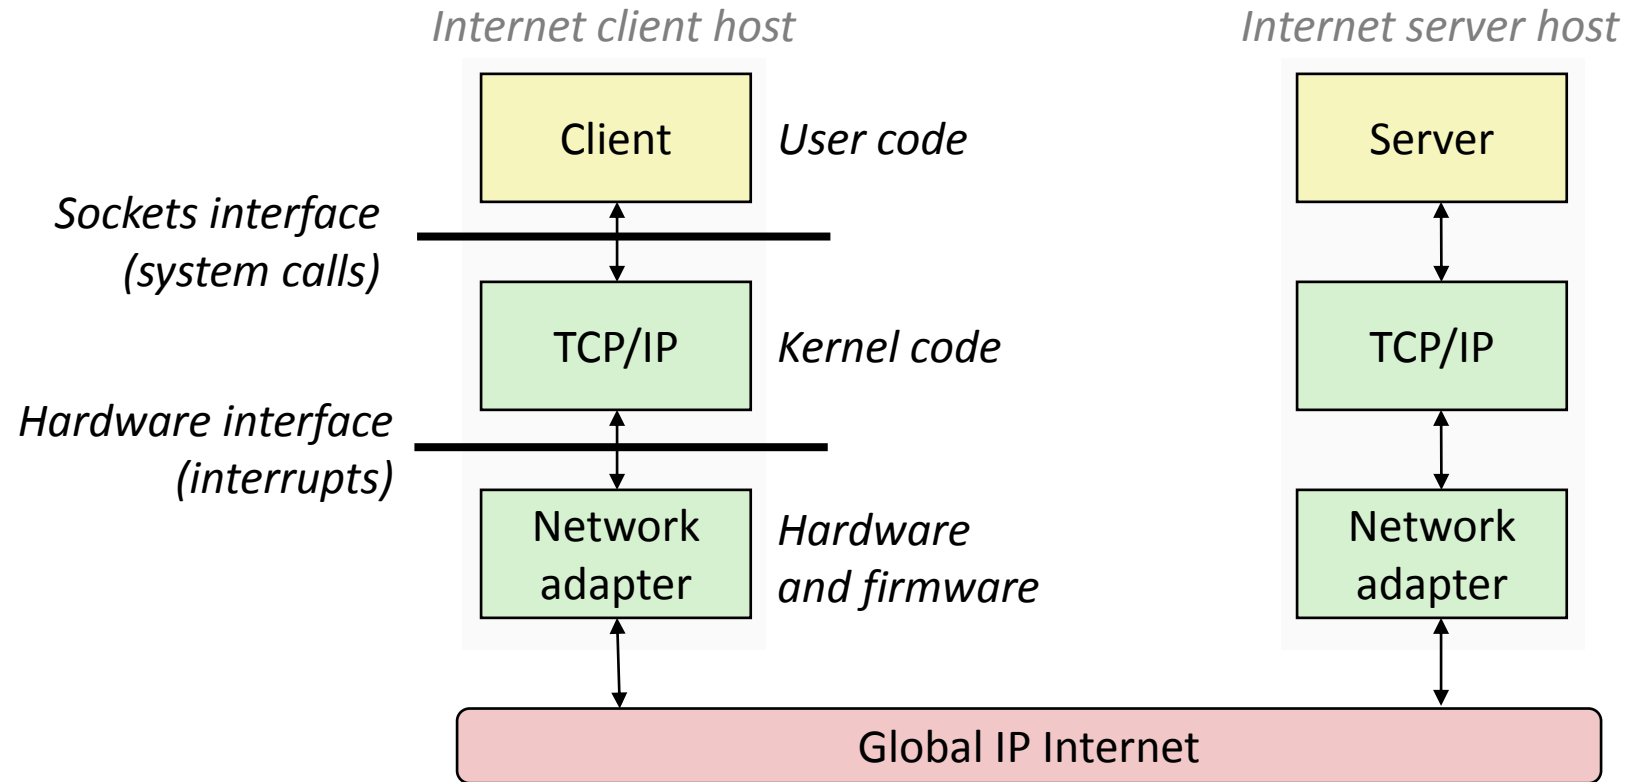 Internet client host
Internet server host
Client
User code
Server
Sockets interface
(system calls)
TCP/IP
Kernel code
TCP/IP
Hardware interface
(interrupts)
Network
adapter
Hardware
and firmware
Network
adapter
Global IP Internet